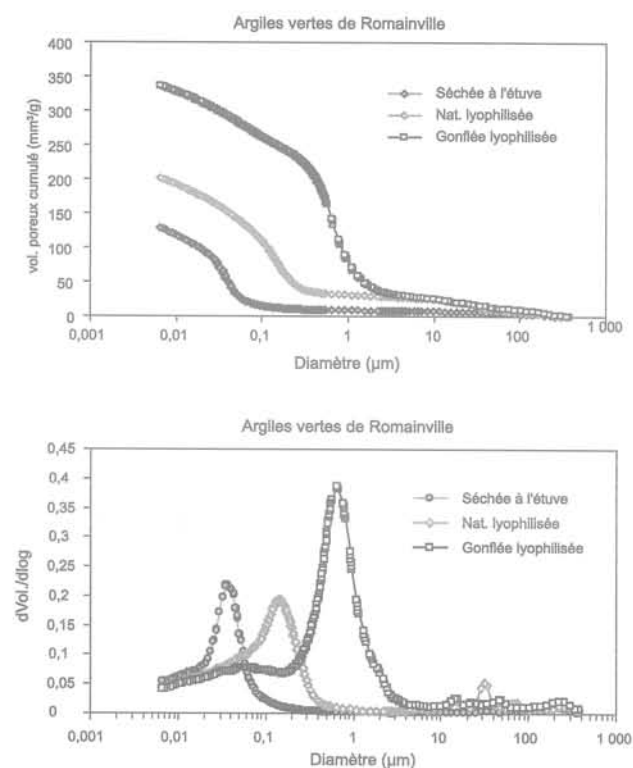 Argiles vertes de Romainville
vol. poreux cumulé (mm³/g)
400
350
300
250
200
150
100
50
0
Séchée à l'étuve
Nat. lyophilisée
Gonflée lyophilisée
0,001 0,01 0,1 1 10 100 1 000
Diamètre (µm)
Argiles vertes de Romainville
dVol./dlog
0,45
0,4
0,35
0,3
0,25
0,2
0,15
0,1
0,05
0
Séchée à l'étuve
Nat. lyophilisée
Gonflée lyophilisée
0,001 0,01 0,1 1 10 100 1 000
Diamètre (µm)